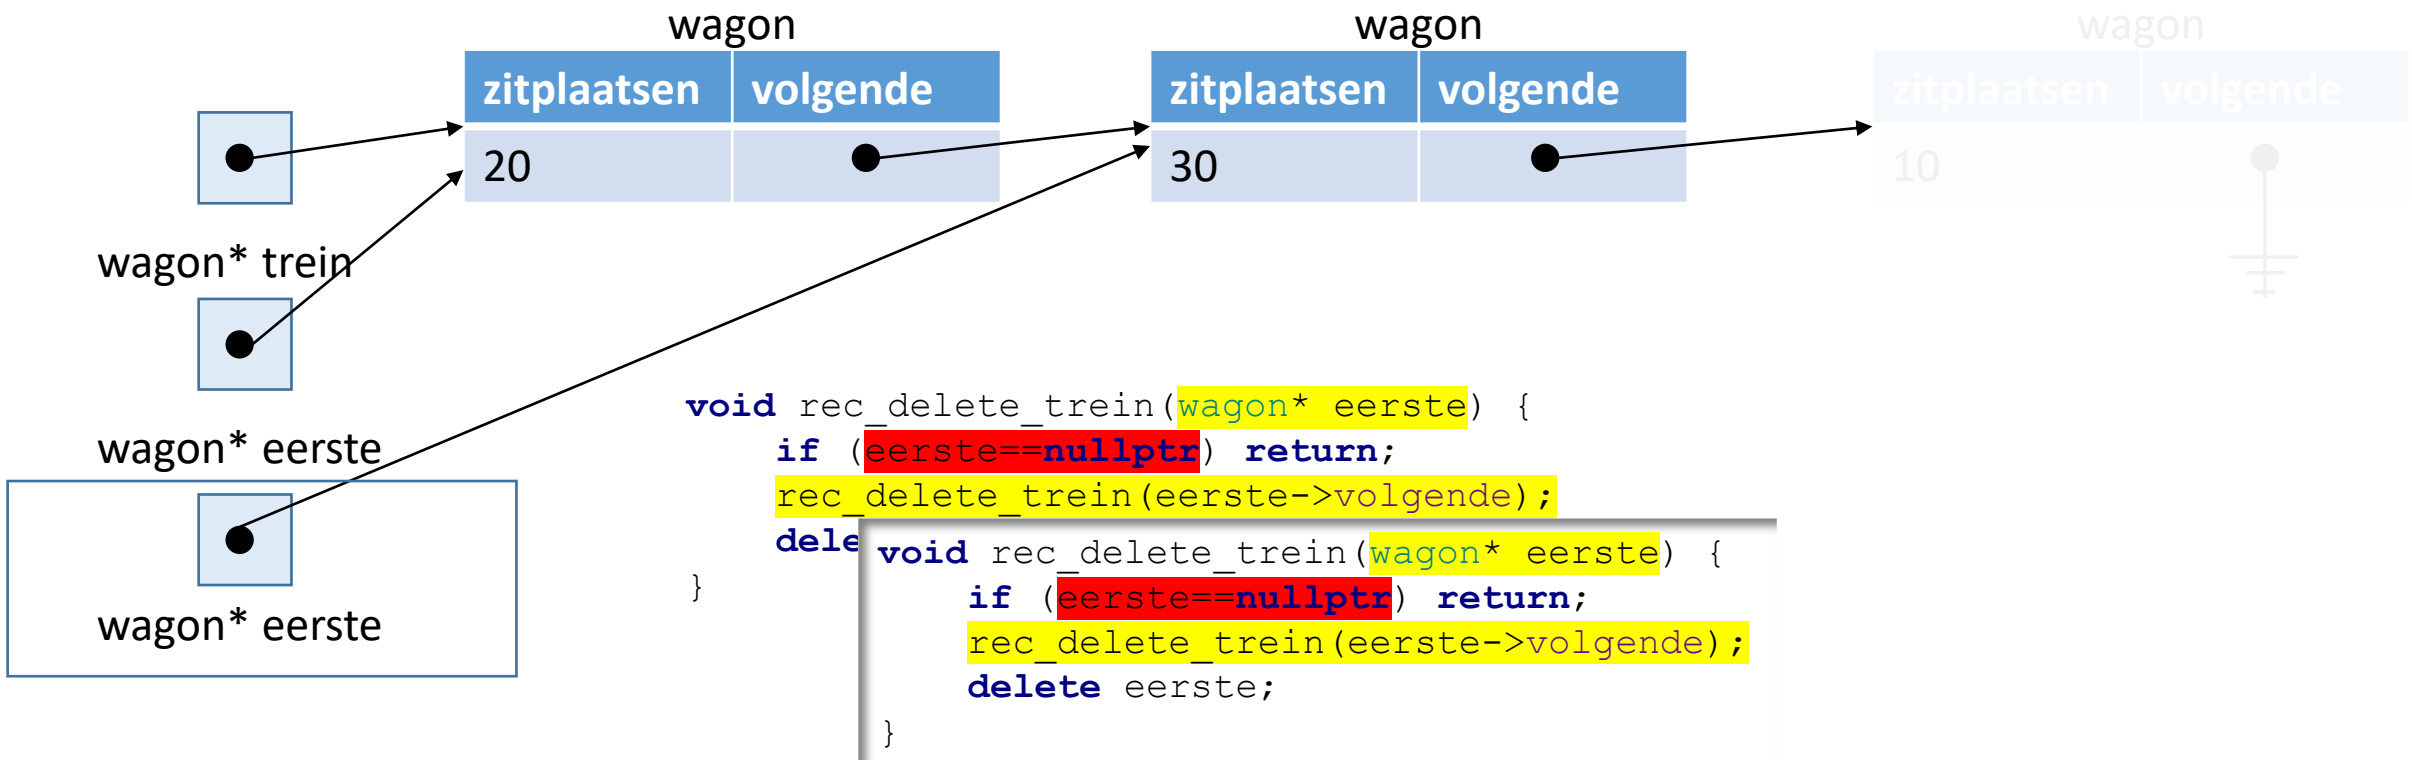 wagon wagon wagon
zitplaatsen volgende zitplaatsen volgende zitplaatsen volgende
20 30 10
wagon* trein
wagon* eerste
wagon* eerste
void rec_delete_trein(wagon* eerste) {
if (eerste==nullptr) return;
rec_delete_trein(eerste->volgende);
dele
}
void rec_delete_trein(wagon* eerste) {
if (eerste==nullptr) return;
rec_delete_trein(eerste->volgende);
delete eerste;
}